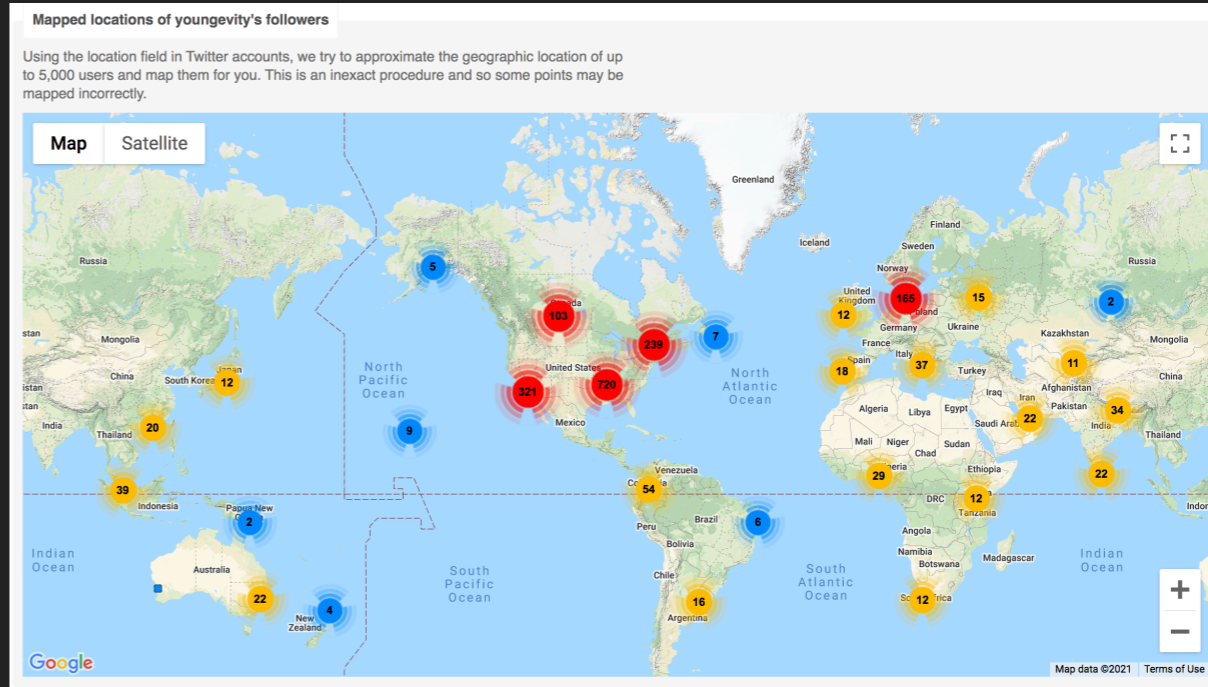 Mapped locations of youngevity's followers
Using the location field in Twitter accounts, we try to approximate the geographic location of up
to 5,000 users and map them for you. This is an inexact procedure and so some points may be
mapped incorrectly.
Map
Satellite
Greenland
Iceland
Finland
Sweden
Norway
Russia
Russia
5
165
15
2
United
Kingdom
12
103
Germany
Ukraine
Kazakhstan
Mongolia
239
7
Mongolia
France
Italy
37
Spain
18
11
Turkey
China
China
South Korea
12
North
Pacific
Ocean
United States
321
720
North
Atlantic
Ocean
Afghanistan
Iraq
Iran
Pakistan
Algeria
Libya
Egypt
22
34
India
Mexico
India
Thailand
20
9
Mali
Niger
Chad
Sudan
Thailand
Venezuela
54
29
Ethiopia
22
39
Indonesia
DRC
12
Tanzania
Papua New
2
Peru
Brazil
6
Angola
Bolivia
Namibia
Botswana
Madagascar
Indian
Ocean
Australia
South
Pacific
Ocean
Chile
South
Atlantic
Ocean
Indian
Ocean
22
4
New
Zealand
16
Argentina
12
Google
Map data ©2021
Terms of Use